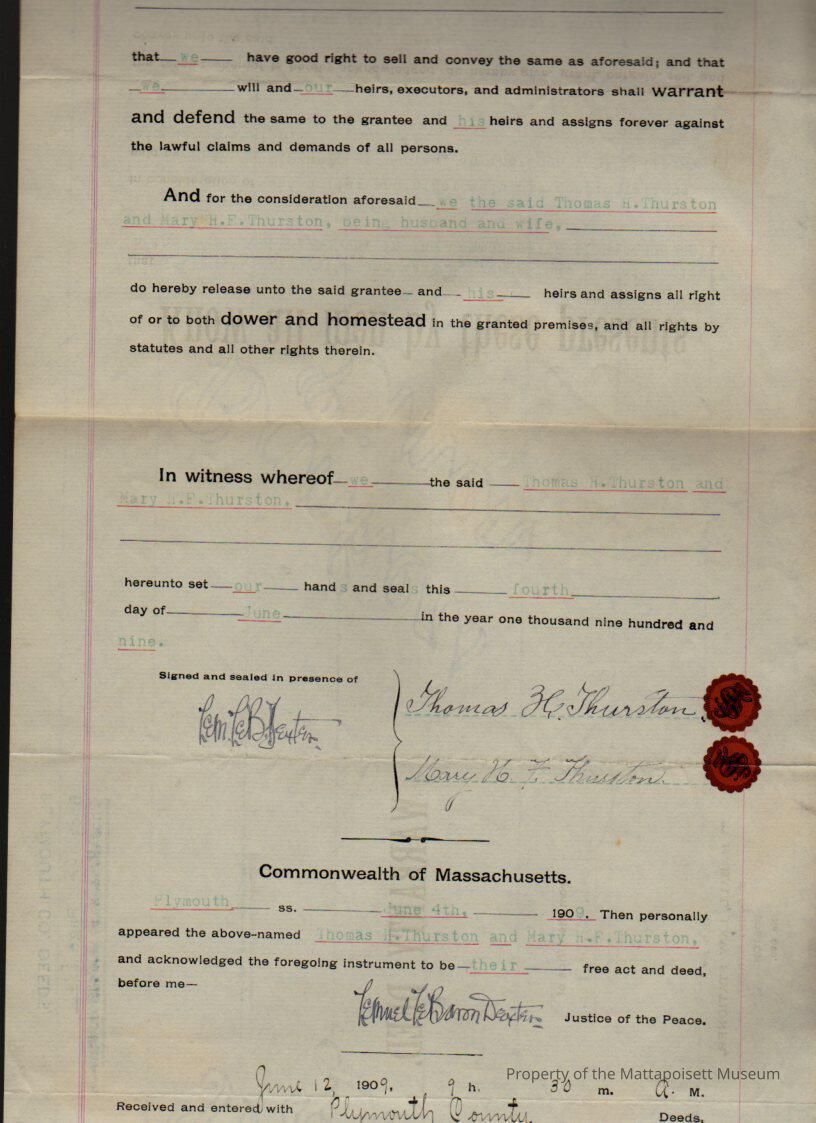 that we have good right to sell and convey the same as aforesaid; and that
we will and our heirs, executors, and administrators shall warrant
and defend the same to the grantee and his heirs and assigns forever against
the lawful claims and demands of all persons.
And for the consideration aforesaid we the said Thomas H.Thurston
and Mary H.F.Thurston, being husband and wife,
do hereby release unto the said grantee and his heirs and assigns all right
of or to both dower and homestead in the granted premises, and all rights by
statutes and all other rights therein.
In witness whereof we the said Thomas H.Thurston and
Mary H.F.Thurston,
hereunto set our hands and seals this fourth
day of June in the year one thousand nine hundred and
nine.
Signed and sealed in presence of
Lem LeB Dexter
Thomas H. Thurston.
Mary H. F. Thurston.
Commonwealth of Massachusetts.
Plymouth ss. June 4th, 1909. Then personally
appeared the above-named Thomas H.Thurston and Mary H.F.Thurston,
and acknowledged the foregoing instrument to be their free act and deed,
before me—
Lemuel LeBaron Dexter Justice of the Peace.
Property of the Mattapoisett Museum
June 12, 1909. 9 h. 30 m. A. M.
Received and entered with Plymouth County Deeds,